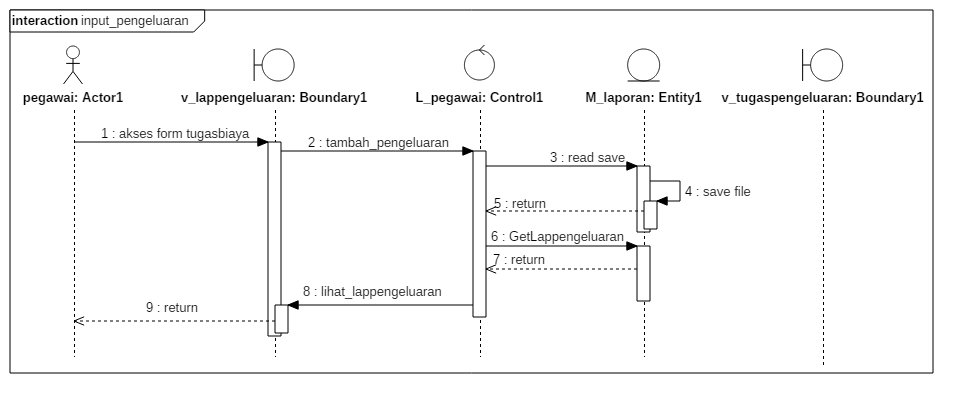 interaction input_pengeluaran
pegawai: Actor1
v_lappengeluaran: Boundary1
L_pegawai: Control1
M_laporan: Entity1
v_tugaspengeluaran: Boundary1
1 : akses form tugasbiaya
2 : tambah_pengeluaran
3 : read save
4 : save file
5 : return
6 : GetLappengeluaran
7 : return
8 : lihat_lappengeluaran
9 : return